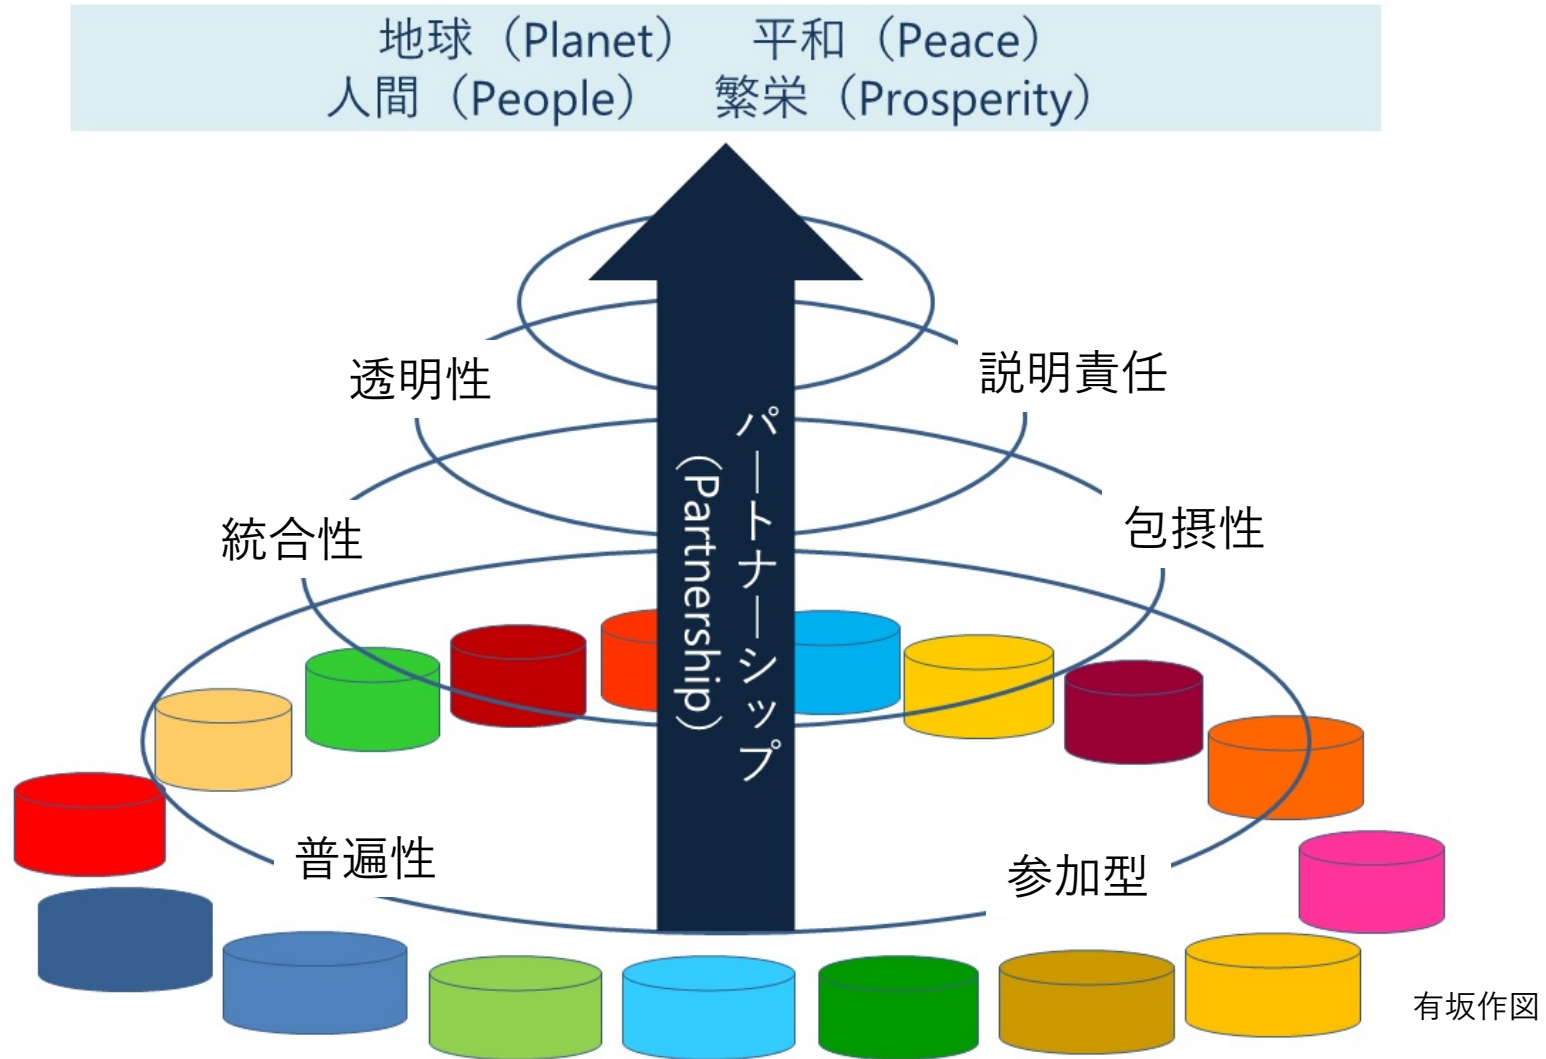 地球（Planet）　平和（Peace）
人間（People）　繁栄（Prosperity）
透明性
説明責任
パートナーシップ
（Partnership）
統合性
包摂性
普遍性
参加型
有坂作図